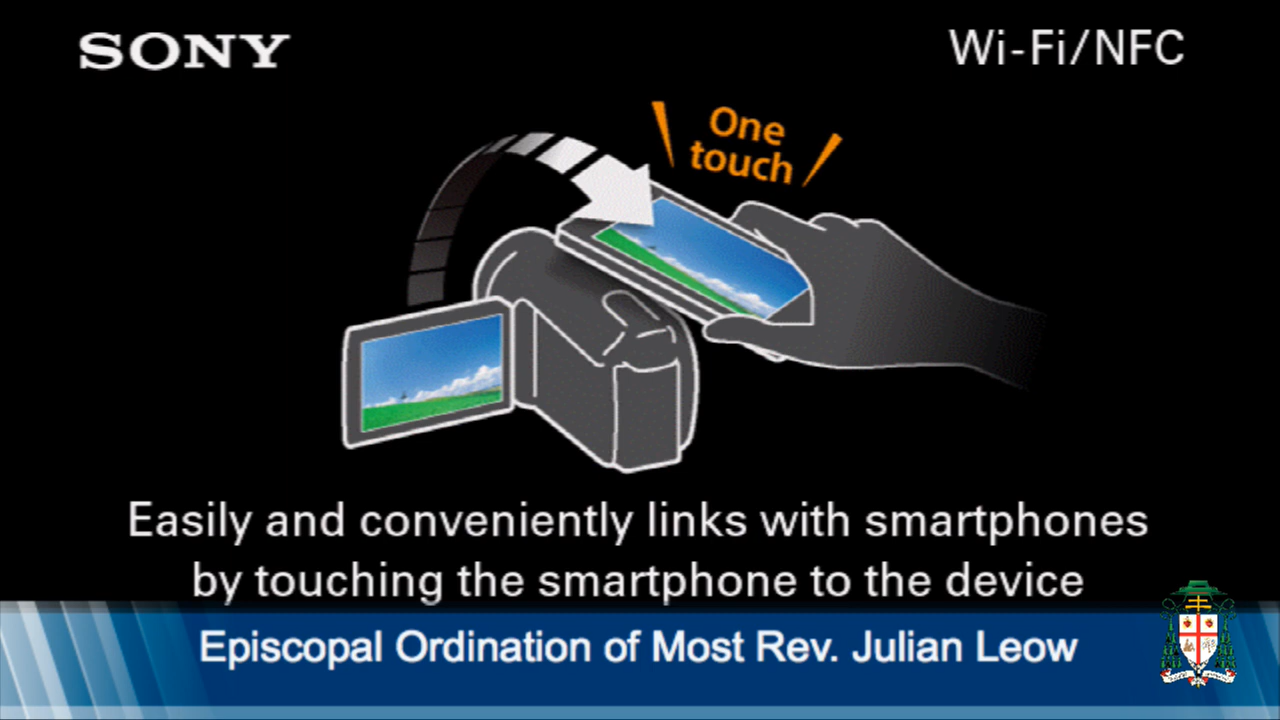 SONY
Wi-Fi/NFC
One
touch
Easily and conveniently links with smartphones
by touching the smartphone to the device
Episcopal Ordination of Most Rev. Julian Leow